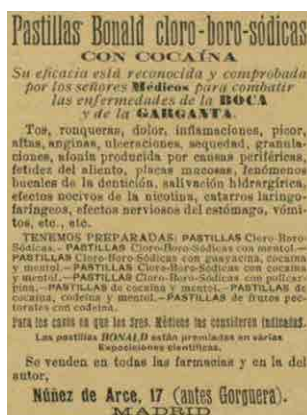 Pastillas Bonald cloro-boro-sódicas
CON COCAÍNA
Su eficacia está reconocida y comprobada
por los señores Médicos para combatir
las enfermedades de la BOCA
y de la GARGANTA.
Tos, ronqueras, dolor, inflamaciones, picor,
aftas, anginas, ulceraciones, sequedad, granula-
ciones, afonía producida por causas periféricas,
fetidez del aliento, placas mucosas, fenómenos
bucales de la dentición, salivación hidrargírica,
efectos nocivos de la nicotina, catarros laringo-
faríngeos, efectos nerviosos del estómago, vómi-
tos, etc., etc.
TENEMOS PREPARADAS: PASTILLAS Cloro-Boro-
Sódicas.—PASTILLAS Cloro-Boro-Sódicas con mentol.—
PASTILLAS Cloro-Boro-Sódicas con guayacina, cocaína
y mentol.—PASTILLAS Cloro-Boro-Sódicas con cocaína
y mentol.—PASTILLAS Cloro-Boro-Sódicas con
pina.—PASTILLAS de cocaína y mentol.—PASTILLAS de
cocaína, codeína y mentol.—PASTILLAS de frutos pec-
torales con codeína.
Para los casos en que los Sres. Médicos las consideren indicadas.
Las pastillas BONALD están premiadas en varias
Exposiciones científicas.
Se venden en todas las farmacias y en la del
autor,
Núñez de Arce, 17 (antes Gorguera).
MADRID